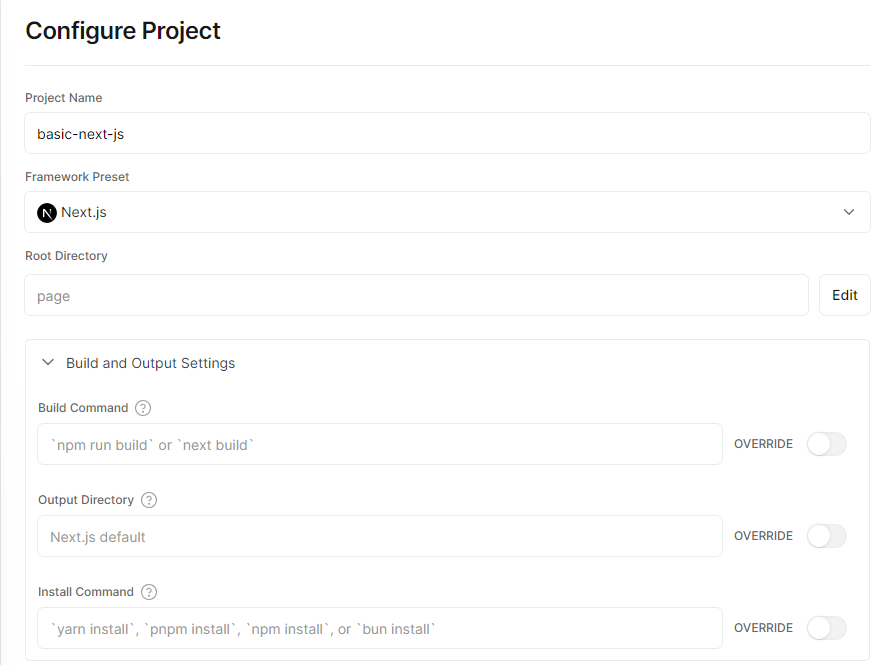 Configure Project
Project Name
basic-next-js
Framework Preset
N Next.js
Root Directory
page Edit
Build and Output Settings
Build Command ?
`npm run build` or `next build` OVERRIDE
Output Directory ?
Next.js default OVERRIDE
Install Command ?
`yarn install`, `pnpm install`, `npm install`, or `bun install` OVERRIDE